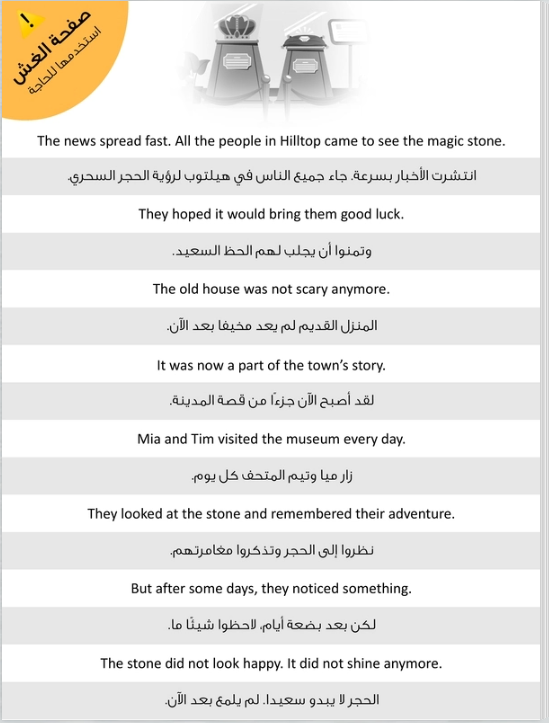 صفحة الغش
استخدمها للحاجة
The news spread fast. All the people in Hilltop came to see the magic stone.
انتشرت الأخبار بسرعة. جاء جميع الناس في هيلتوب لرؤية الحجر السحري.
They hoped it would bring them good luck.
وتمنوا أن يجلب لهم الحظ السعيد.
The old house was not scary anymore.
المنزل القديم لم يعد مخيفا بعد الآن.
It was now a part of the town's story.
لقد أصبح الآن جزءًا من قصة المدينة.
Mia and Tim visited the museum every day.
زار ميا وتيم المتحف كل يوم.
They looked at the stone and remembered their adventure.
نظروا إلى الحجر وتذكروا مغامرتهم.
But after some days, they noticed something.
لكن بعد بضعة أيام، لاحظوا شيئًا ما.
The stone did not look happy. It did not shine anymore.
الحجر لا يبدو سعيدا. لم يلمع بعد الآن.